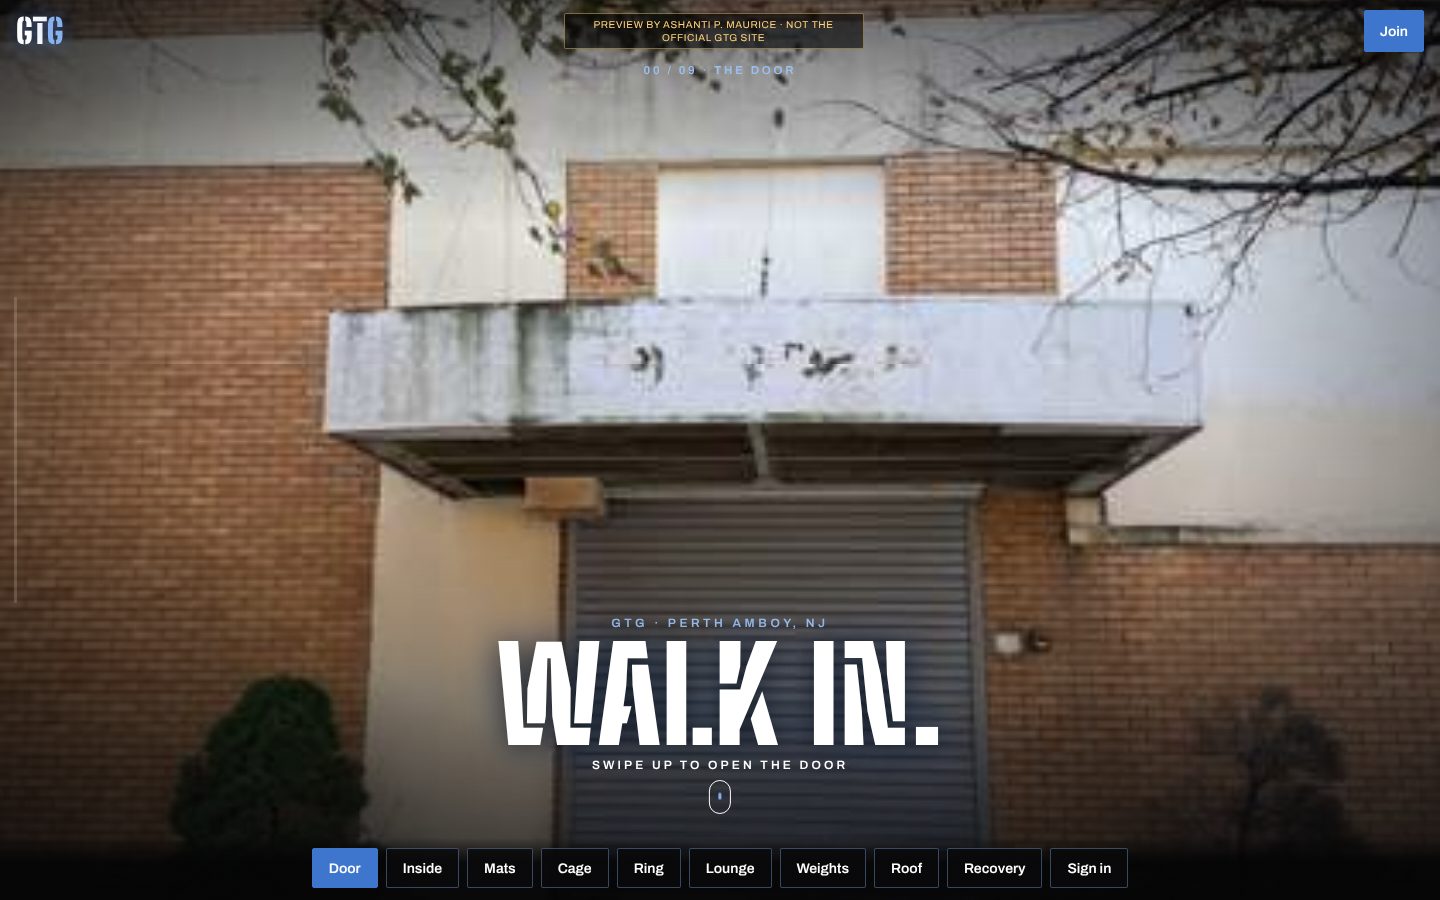 GTG
PREVIEW BY ASHANTI P. MAURICE · NOT THE
OFFICIAL GTG SITE
Join
00 / 09 · THE DOOR
GTG · PERTH AMBOY, NJ
WALK IN.
SWIPE UP TO OPEN THE DOOR
Door
Inside
Mats
Cage
Ring
Lounge
Weights
Roof
Recovery
Sign in